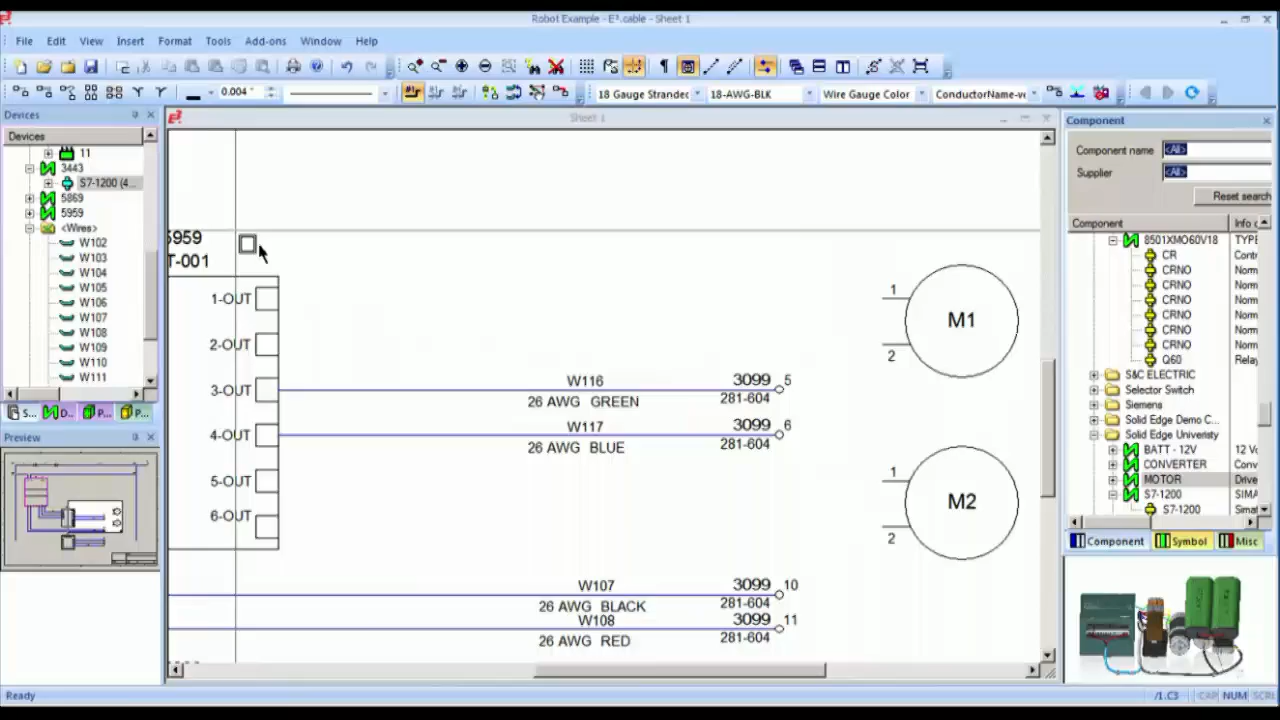 Robot Example - E³.cable - Sheet 1
File Edit View Insert Format Tools Add-ons Window Help
0.004 "
18 Gauge Stranded
18-AWG-BLK
Wire Gauge Color
Devices
Devices
11
3443
S7-1200 (4...
5869
5959
<Wires>
W102
W103
W104
W105
W106
W107
W108
W109
W110
W111
S...
D...
P...
P...
Preview
Sheet 1
5959
T-001
1-OUT
2-OUT
3-OUT
4-OUT
5-OUT
6-OUT
W116
26 AWG GREEN
3099
5
281-604
W117
26 AWG BLUE
3099
6
281-604
W107
26 AWG BLACK
3099
10
281-604
W108
26 AWG RED
3099
11
281-604
1
2
M1
1
2
M2
Component
Component name
<All>
Supplier
<All>
Reset search
Component
Info
8501XMO60V18 TYPE
CR Contr
CRNO Norm
CRNO Norm
CRNO Norm
CRNO Norm
CRNO Norm
CRNO Norm
Q60 Relay
S&C ELECTRIC
Selector Switch
Siemens
Solid Edge Demo C...
Solid Edge Univeristy
BATT - 12V 12 Vo
CONVERTER Conv
MOTOR Drive
S7-1200 SIMA
S7-1200 Simat
Component
Symbol
Misc
Ready
/1.C3
CAP NUM SCRL